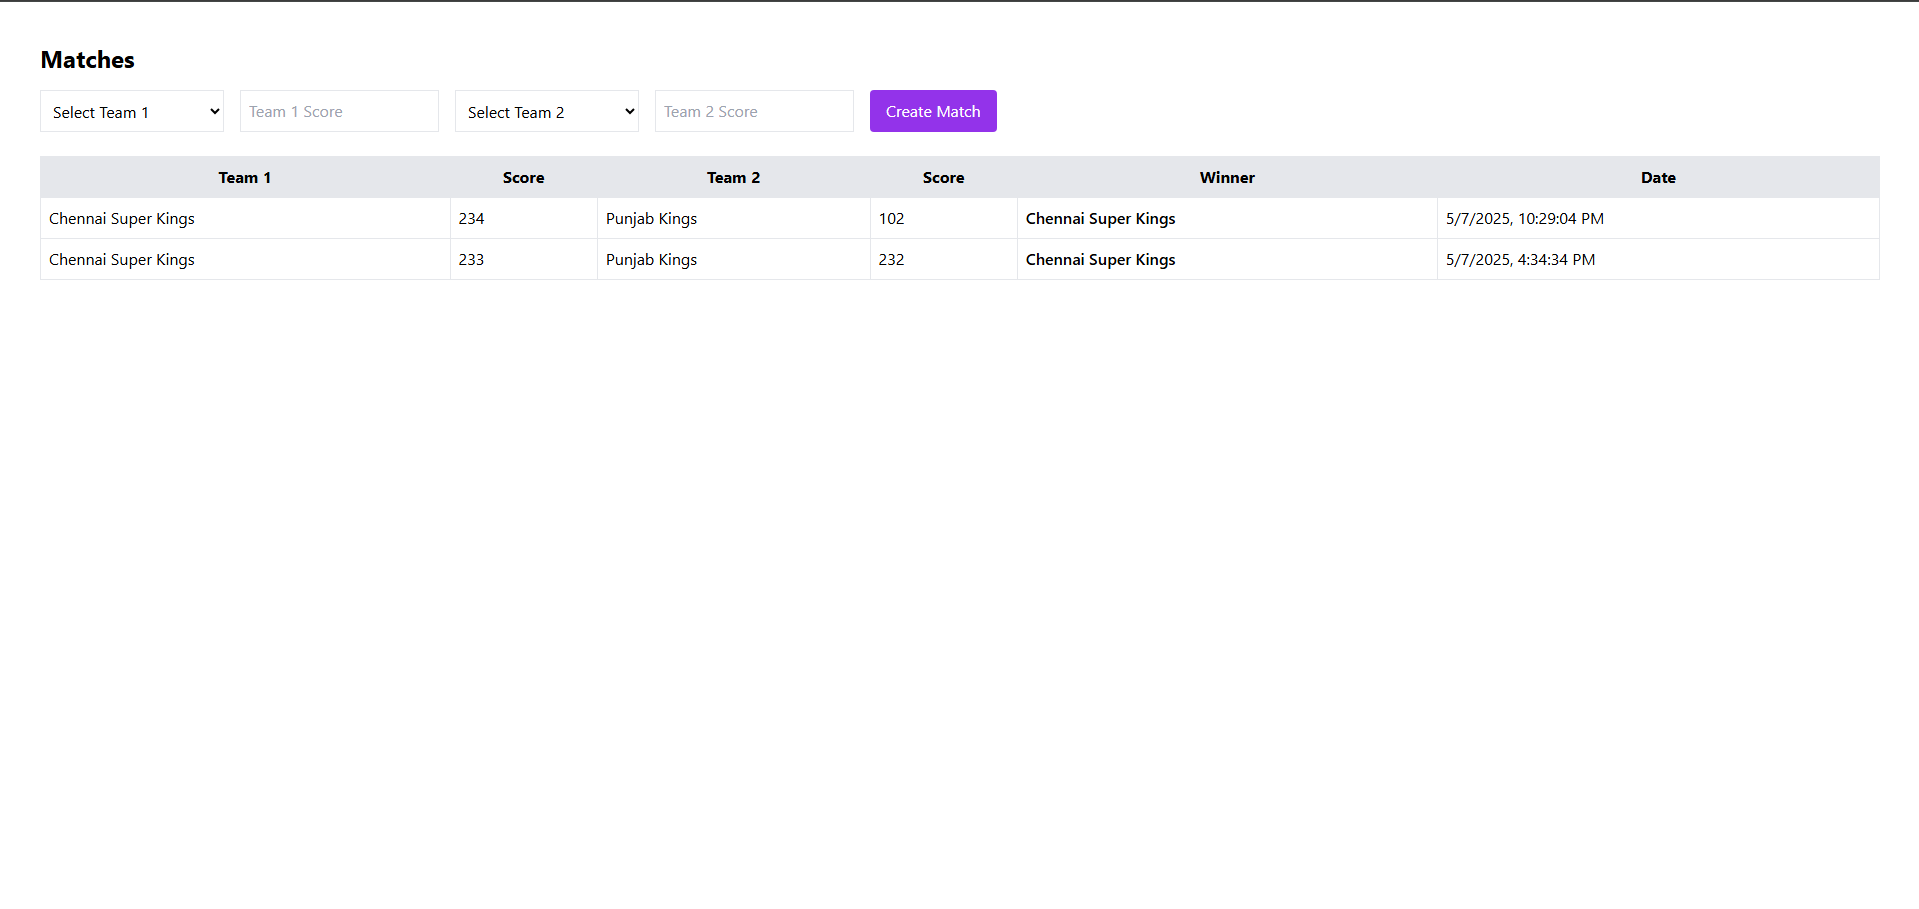 Matches
Select Team 1 Team 1 Score Select Team 2 Team 2 Score Create Match
Team 1 Score Team 2 Score Winner Date
Chennai Super Kings 234 Punjab Kings 102 Chennai Super Kings 5/7/2025, 10:29:04 PM
Chennai Super Kings 233 Punjab Kings 232 Chennai Super Kings 5/7/2025, 4:34:34 PM